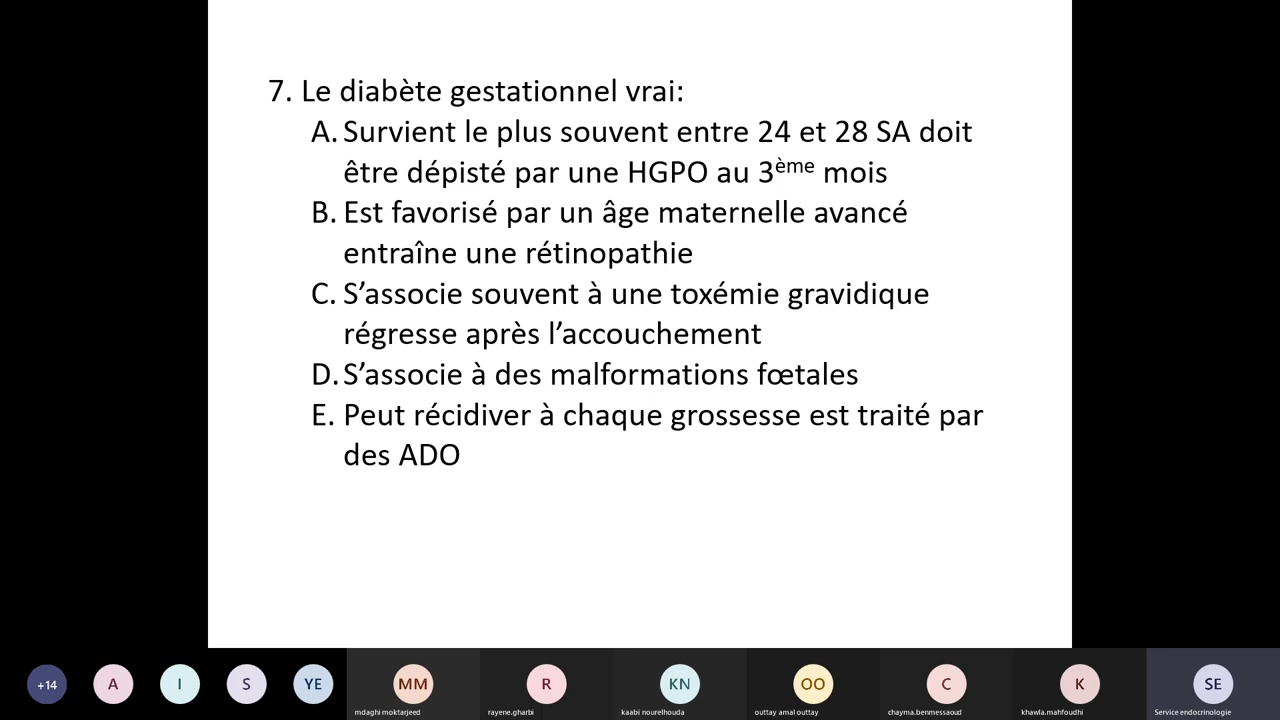 7. Le diabète gestationnel vrai:
A. Survient le plus souvent entre 24 et 28 SA doit
être dépisté par une HGPO au 3ème mois
B. Est favorisé par un âge maternelle avancé
entraîne une rétinopathie
C. S’associe souvent à une toxémie gravidique
régresse après l’accouchement
D. S’associe à des malformations fœtales
E. Peut récidiver à chaque grossesse est traité par
des ADO
+14
A
I
S
YE
MM
R
KN
OO
C
K
SE
mdaghi moktarjeed
rayene.gharbi
kaabi nourelhouda
outtay amal outtay
chayma.benmessaoud
khawla.mahfoudhi
Service endocrinologie